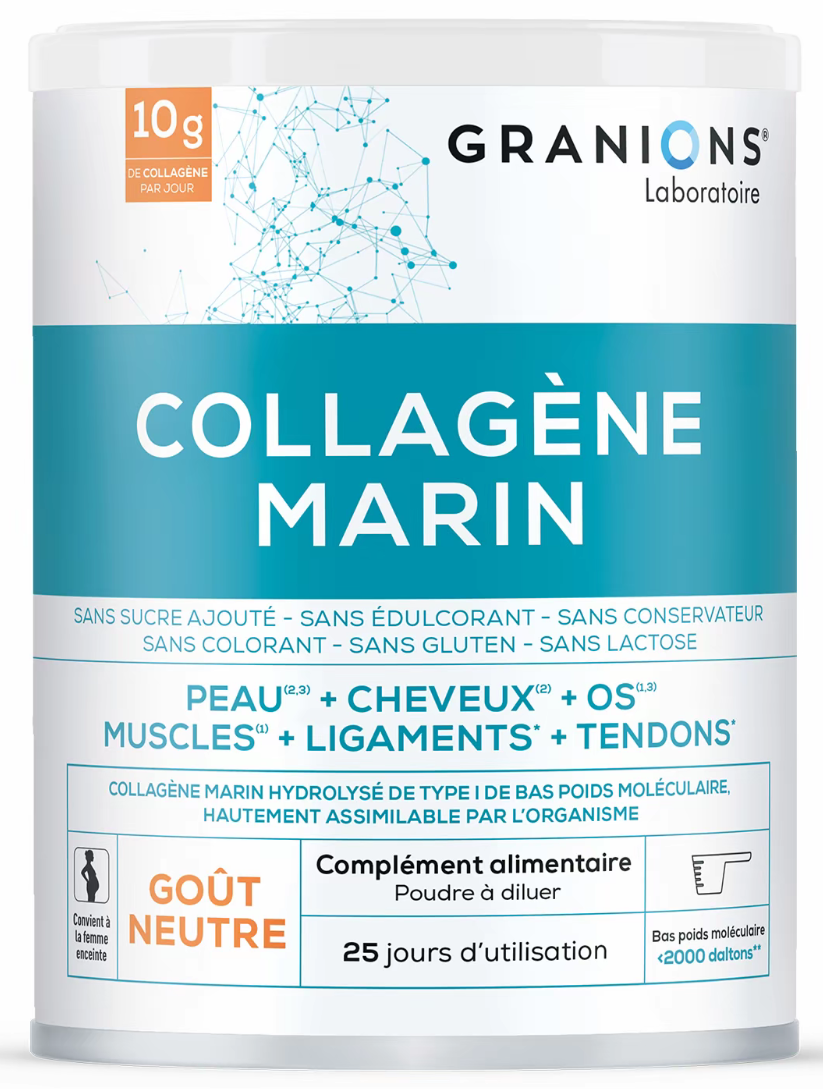 10g
DE COLLAGÈNE
PAR JOUR
GRANIONS®
Laboratoire
COLLAGÈNE
MARIN
SANS SUCRE AJOUTÉ - SANS ÉDULCORANT - SANS CONSERVATEUR
SANS COLORANT - SANS GLUTEN - SANS LACTOSE
PEAU(2,3) + CHEVEUX(2) + OS(1,3)
MUSCLES(1) + LIGAMENTS* + TENDONS*
COLLAGÈNE MARIN HYDROLYSÉ DE TYPE I DE BAS POIDS MOLÉCULAIRE,
HAUTEMENT ASSIMILABLE PAR L'ORGANISME
Convient à
la femme
enceinte
GOÛT
NEUTRE
Complément alimentaire
Poudre à diluer
25 jours d'utilisation
Bas poids moléculaire
<2000 daltons**